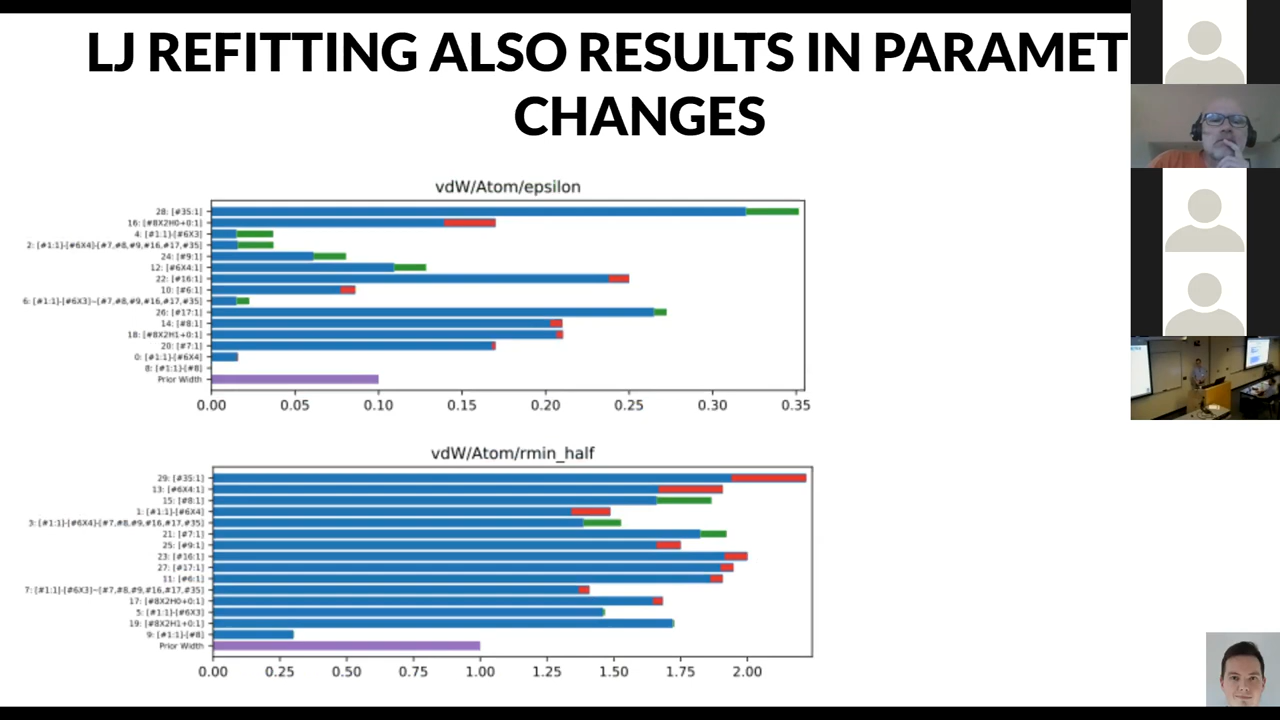 LJ REFITTING ALSO RESULTS IN PARAMET
CHANGES
vdW/Atom/epsilon
28: [#35:1]
16: [#8X2H0+0:1]
4: [#1:1]-[#6X3]
2: [#1:1]-[#6X4]-[#7,#8,#9,#16,#17,#35]
24: [#9:1]
12: [#6X4:1]
22: [#16:1]
10: [#6:1]
6: [#1:1]-[#6X3]~[#7,#8,#9,#16,#17,#35]
26: [#17:1]
14: [#8:1]
18: [#8X2H1+0:1]
20: [#7:1]
0: [#1:1]-[#6X4]
8: [#1:1]-[#8]
Prior Width
0.00 0.05 0.10 0.15 0.20 0.25 0.30 0.35
vdW/Atom/rmin_half
29: [#35:1]
13: [#6X4:1]
15: [#8:1]
1: [#1:1]-[#6X4]
3: [#1:1]-[#6X4]-[#7,#8,#9,#16,#17,#35]
21: [#7:1]
25: [#9:1]
23: [#16:1]
27: [#17:1]
11: [#6:1]
7: [#1:1]-[#6X3]~[#7,#8,#9,#16,#17,#35]
17: [#8X2H0+0:1]
5: [#1:1]-[#6X3]
19: [#8X2H1+0:1]
9: [#1:1]-[#8]
Prior Width
0.00 0.25 0.50 0.75 1.00 1.25 1.50 1.75 2.00